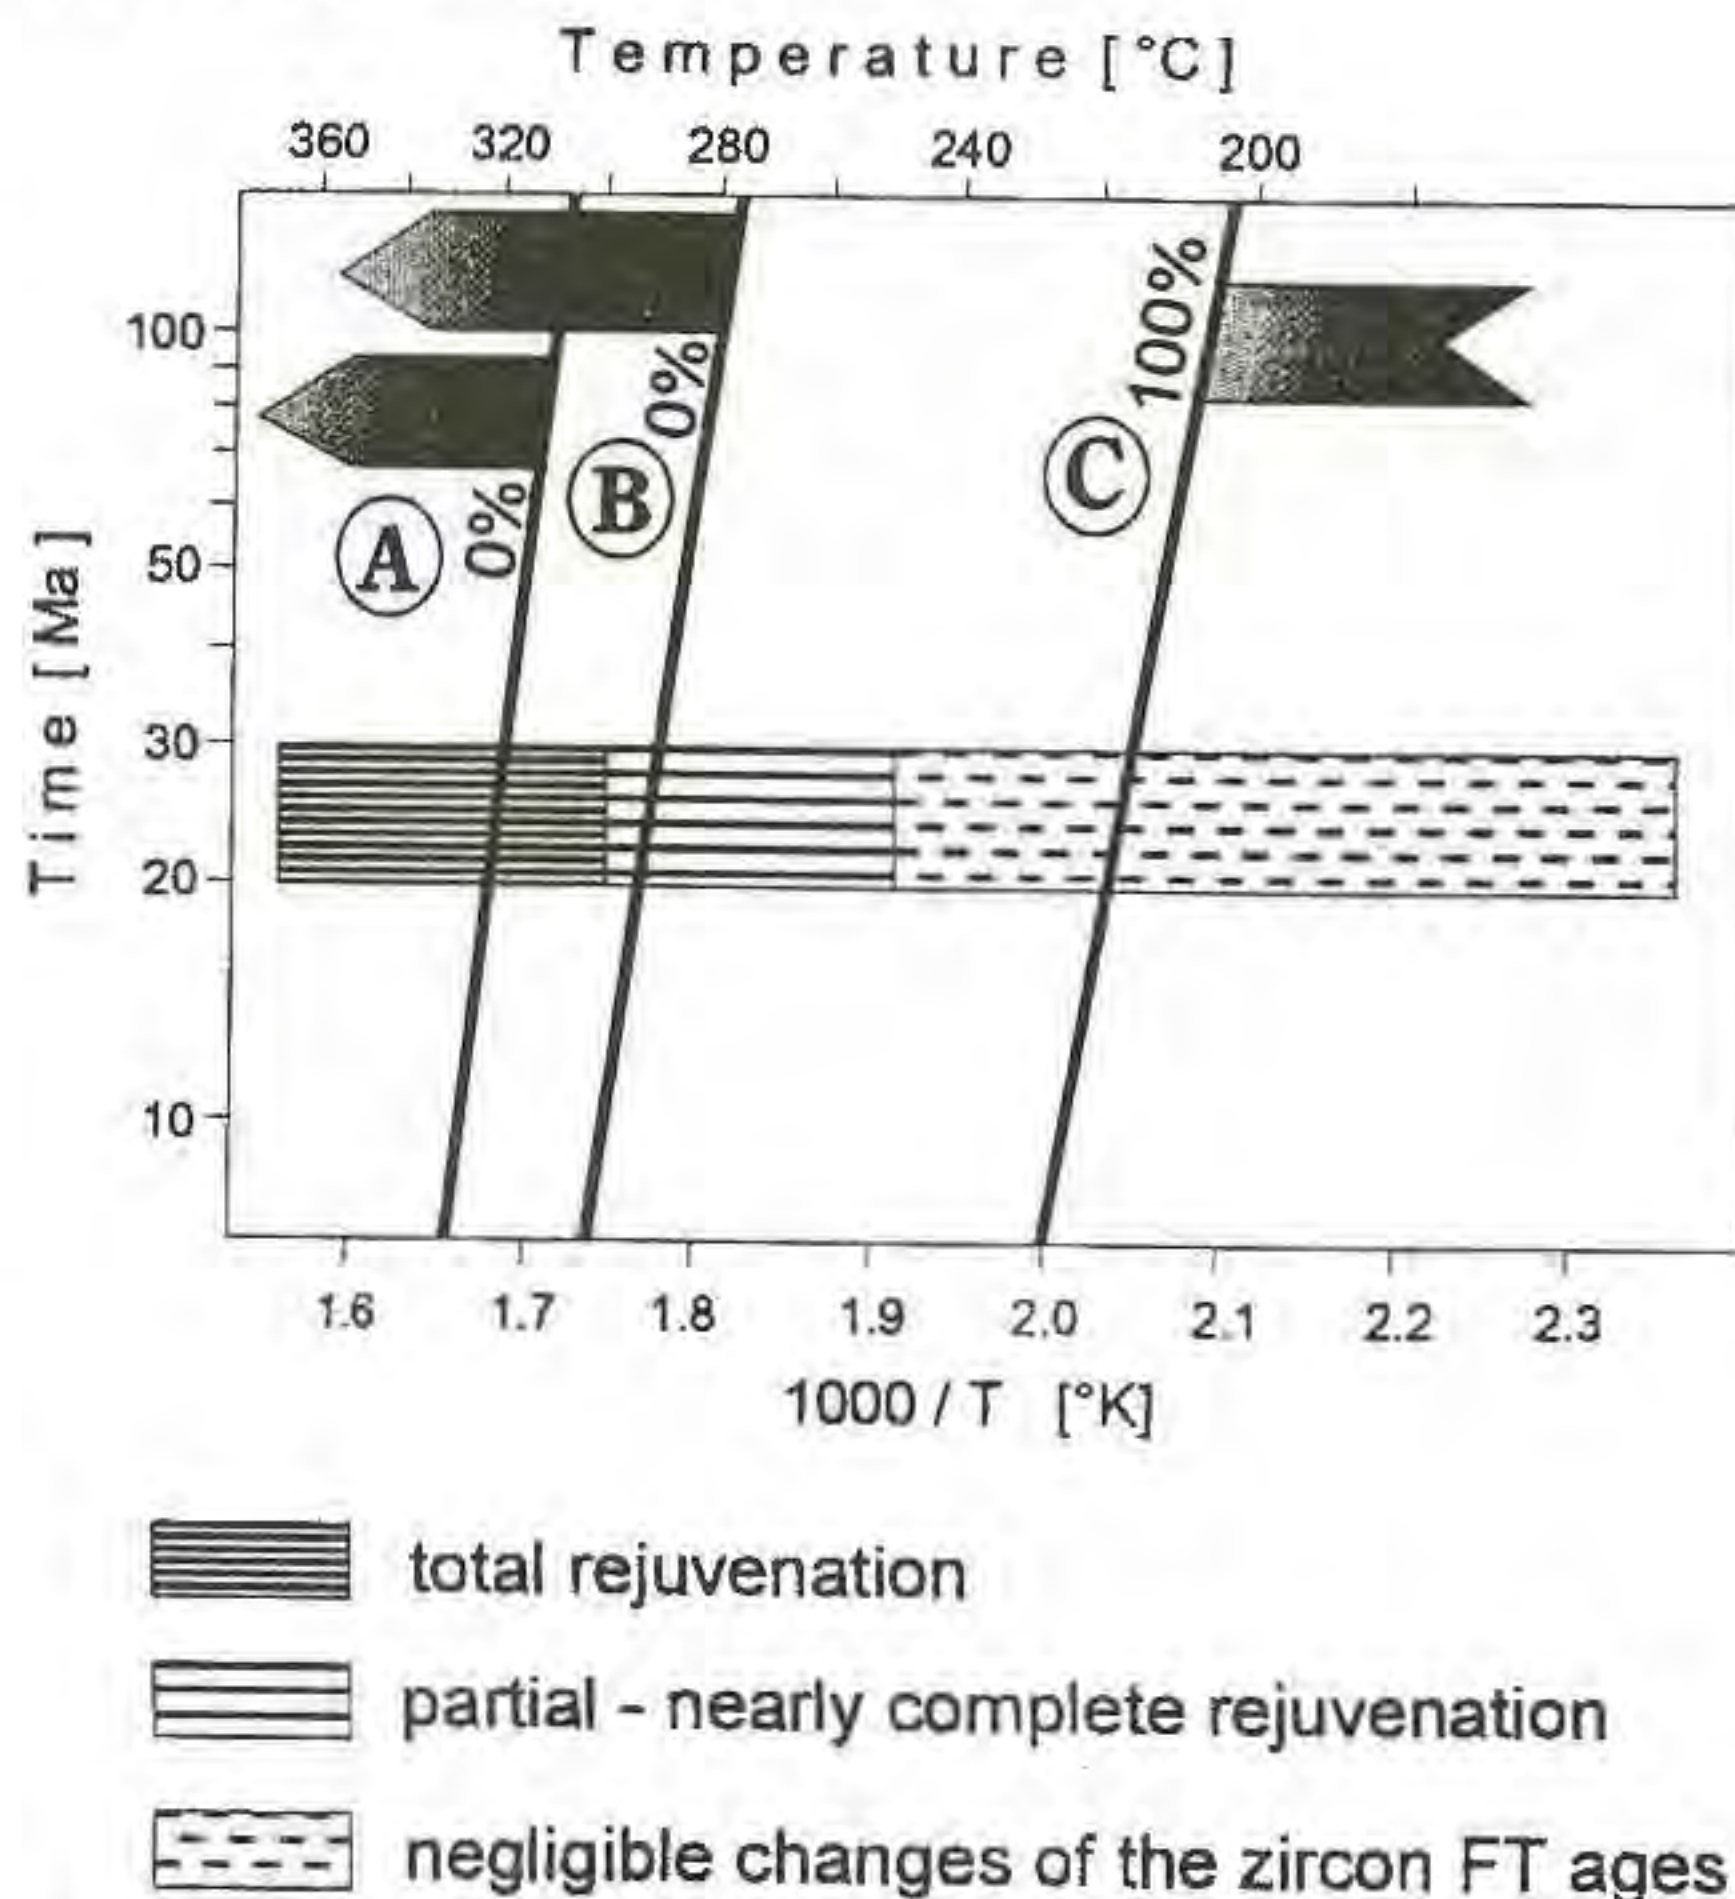 Temperature [°C]
360 320 280 240 200
100
50
30
20
10
Time [Ma]
0%
0%
100%
A
B
C
1.6 1.7 1.8 1.9 2.0 2.1 2.2 2.3
1000 / T [°K]
total rejuvenation
partial - nearly complete rejuvenation
negligible changes of the zircon FT ages